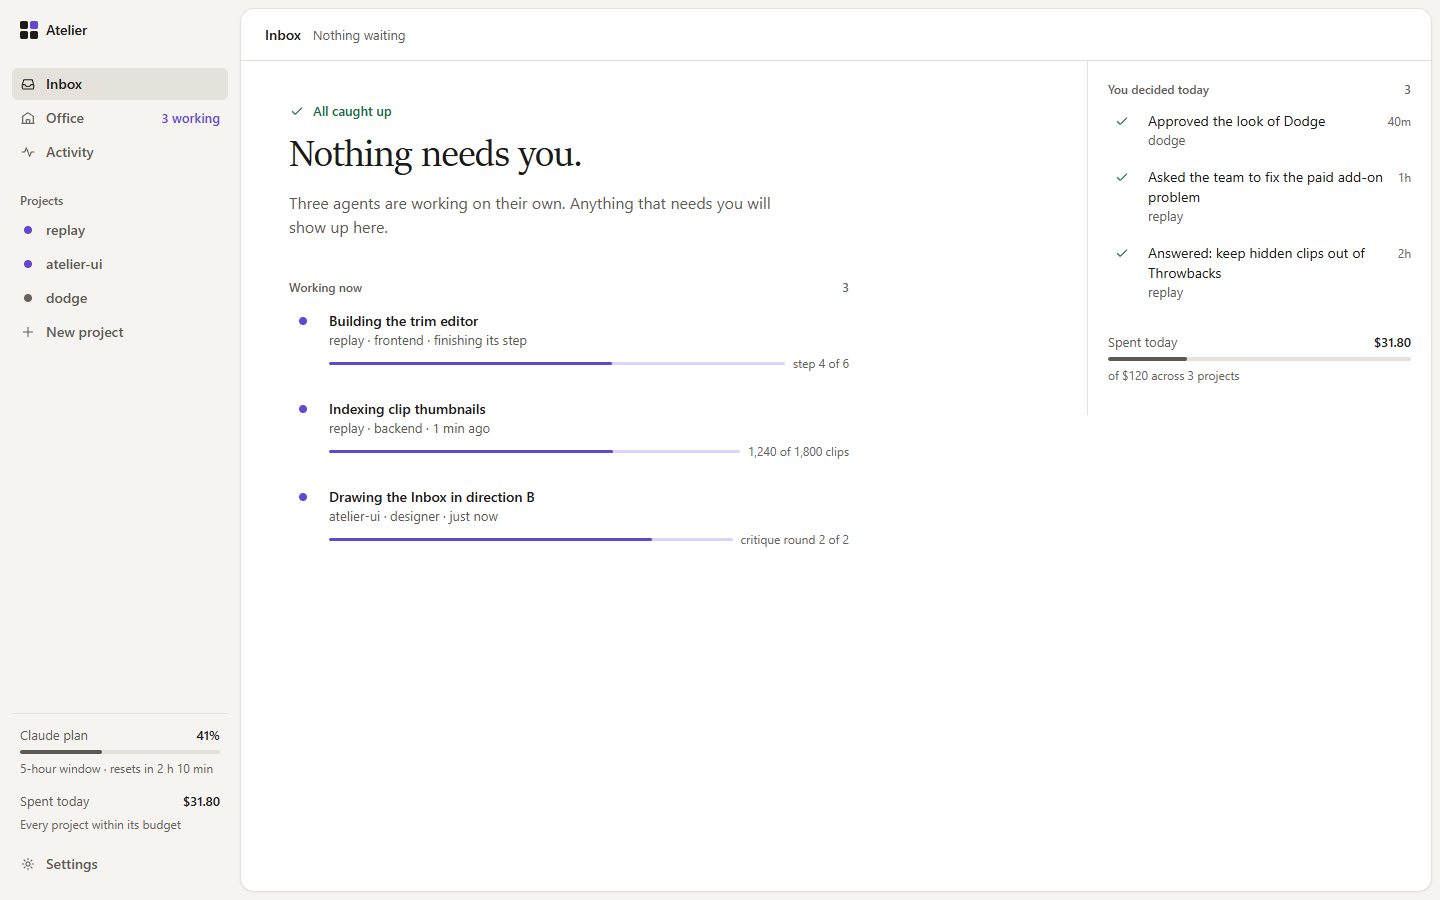 Atelier
Inbox
Office 3 working
Activity
Projects
replay
atelier-ui
dodge
New project
Claude plan 41%
5-hour window · resets in 2 h 10 min
Spent today $31.80
Every project within its budget
Settings
Inbox Nothing waiting
All caught up
Nothing needs you.
Three agents are working on their own. Anything that needs you will
show up here.
Working now 3
Building the trim editor
replay · frontend · finishing its step
step 4 of 6
Indexing clip thumbnails
replay · backend · 1 min ago
1,240 of 1,800 clips
Drawing the Inbox in direction B
atelier-ui · designer · just now
critique round 2 of 2
You decided today 3
Approved the look of Dodge 40m
dodge
Asked the team to fix the paid add-on 1h
problem
replay
Answered: keep hidden clips out of 2h
Throwbacks
replay
Spent today $31.80
of $120 across 3 projects